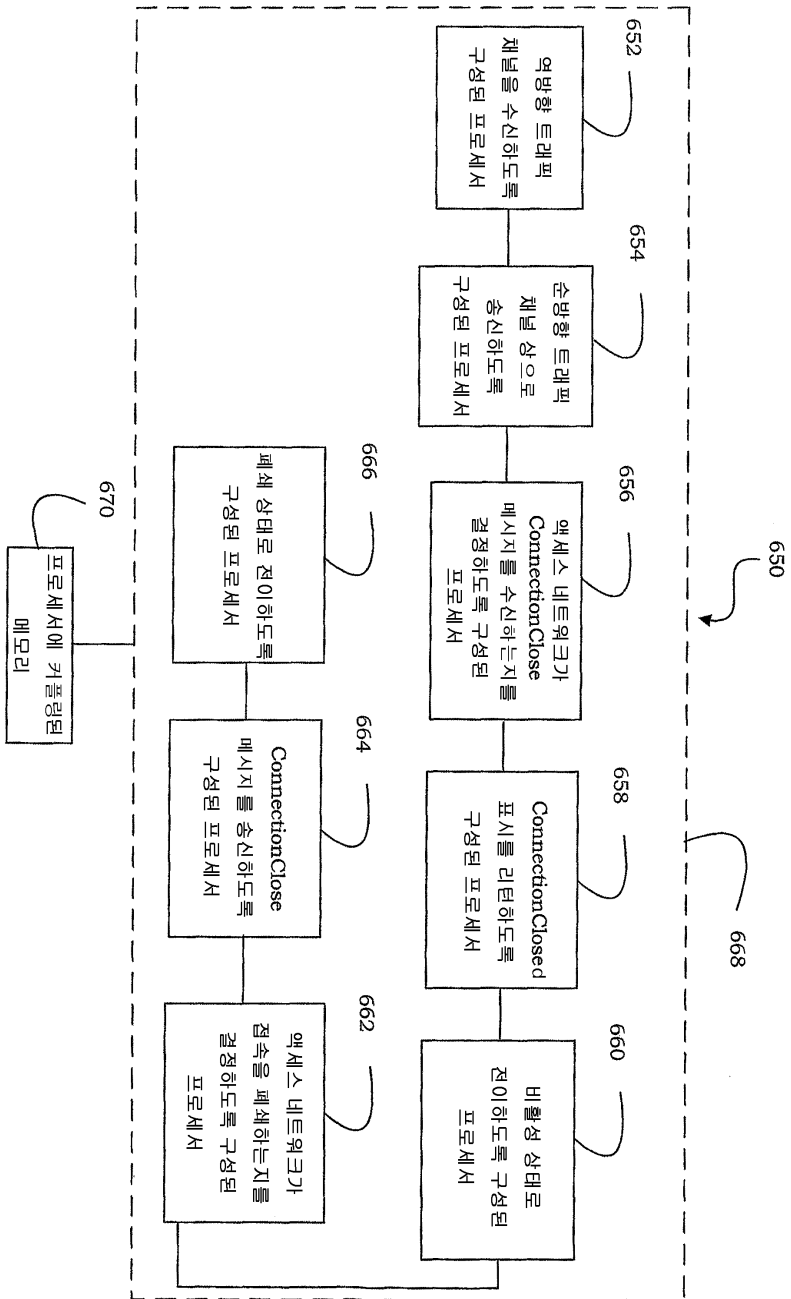 650
668
652
역방향 트래픽
채널을 수신하도록
구성된 프로세서
654
순방향 트래픽
채널 상으로
송신하도록
구성된 프로세서
656
액세스 네트워크가
ConnectionClose
메시지를 수신하는지를
결정하도록 구성된
프로세서
658
ConnectionClosed
표시를 리턴하도록
구성된 프로세서
660
비활성 상태로
전이하도록 구성된
프로세서
662
액세스 네트워크가
접속을 폐쇄하는지를
결정하도록 구성된
프로세서
664
ConnectionClose
메시지를 송신하도록
구성된 프로세서
666
폐쇄 상태로 전이하도록
구성된 프로세서
670
프로세서에 커플링된
메모리